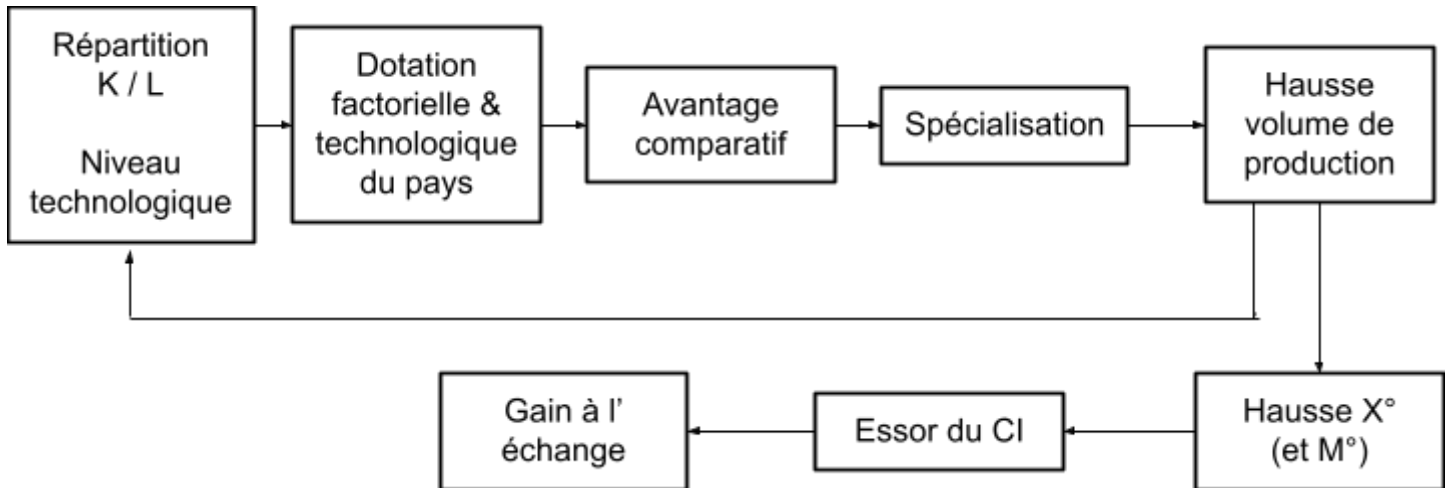 Répartition
K / L
Niveau
technologique
Dotation
factorielle &
technologique
du pays
Avantage
comparatif
Spécialisation
Hausse
volume de
production
Hausse X°
(et M°)
Essor du CI
Gain à l'
échange